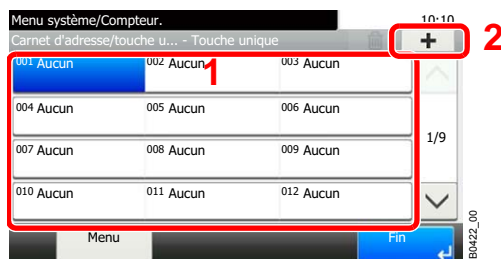 Menu système/Compteur. 10:10
Carnet d'adresse/touche u... - Touche unique + 2
001 Aucun 002 Aucun 1 003 Aucun
004 Aucun 005 Aucun 006 Aucun
1/9
007 Aucun 008 Aucun 009 Aucun
010 Aucun 011 Aucun 012 Aucun
Menu Fin
B0422_00